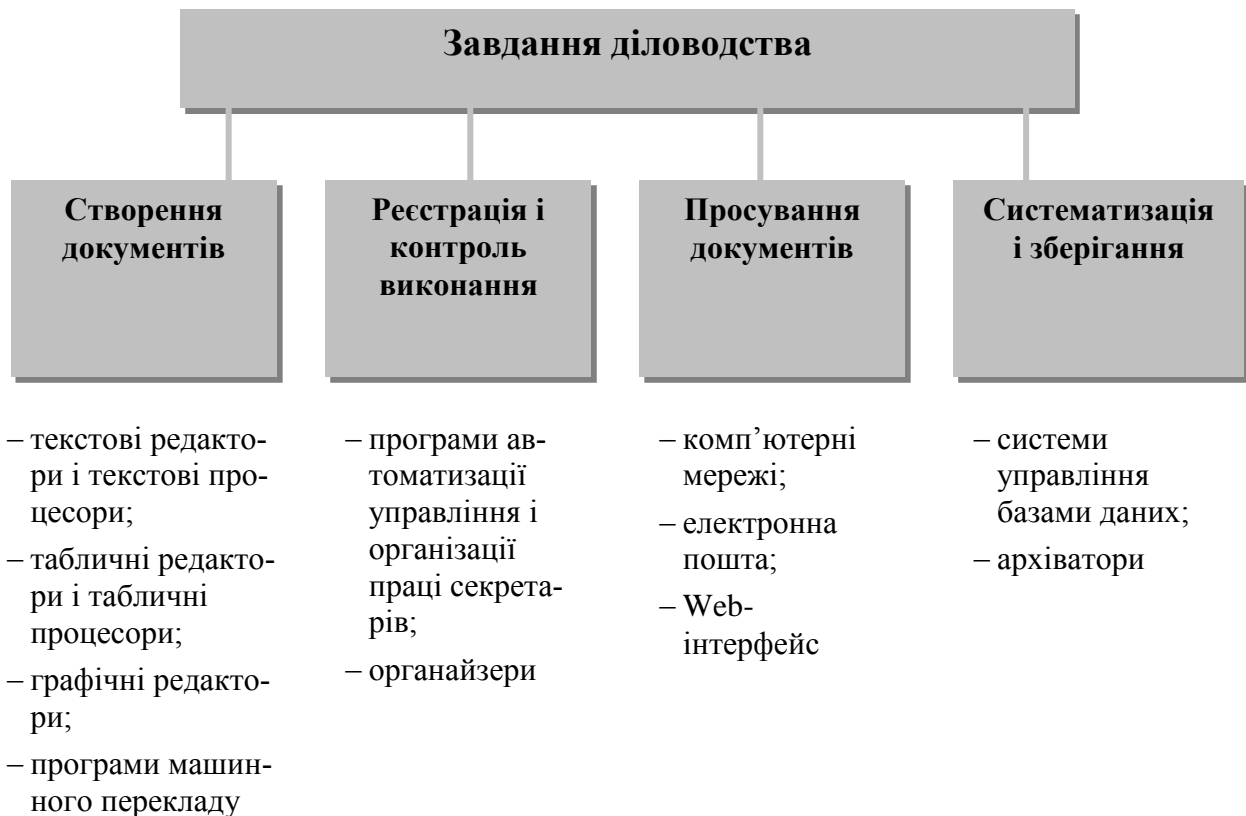 Завдання діловодства
Створення
документів
Реєстрація і
контроль
виконання
Просування
документів
Систематизація
і зберігання
– текстові редакто-
ри і текстові про-
цесори;
– табличні редакто-
ри і табличні
процесори;
– графічні редакто-
ри;
– програми машин-
ного перекладу
– програми ав-
томатизації
управління і
організації
праці секрета-
рів;
– органайзери
– комп’ютерні
мережі;
– електронна
пошта;
– Web-
інтерфейс
– системи
управління
базами даних;
– архіватори